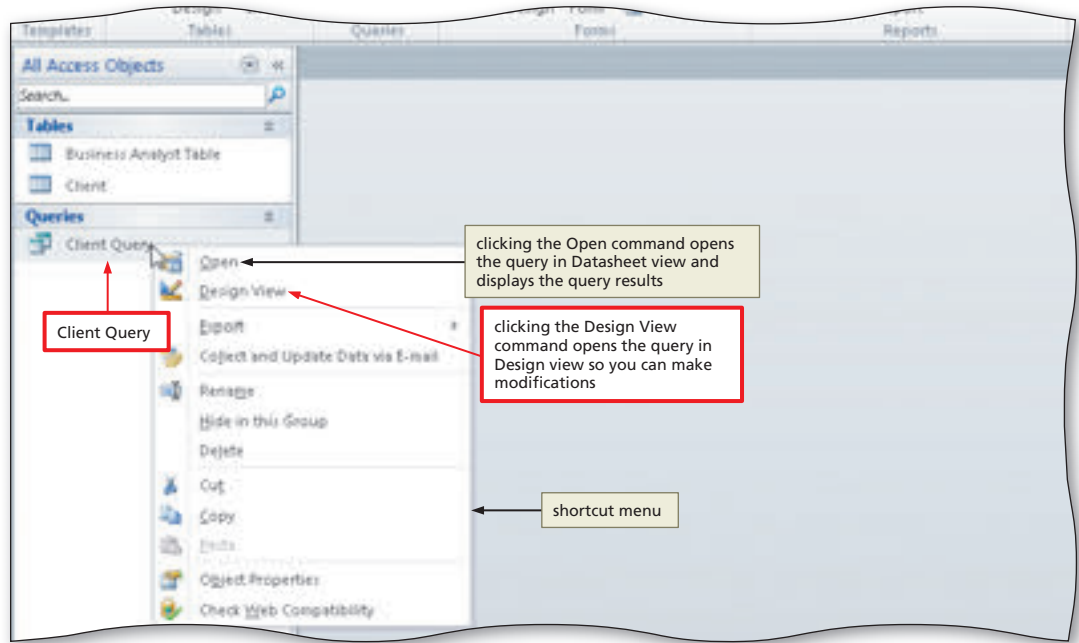 Design
Form
Templates Tables Queries Forms Reports
All Access Objects
Search...
Tables
Business Analyst Table
Client
Queries
Client Query
Open
Design View
Export
Collect and Update Data via E-mail
Rename
Hide in this Group
Delete
Cut
Copy
Paste
Object Properties
Check Web Compatibility
clicking the Open command opens
the query in Datasheet view and
displays the query results
Client Query
clicking the Design View
command opens the query in
Design view so you can make
modifications
shortcut menu